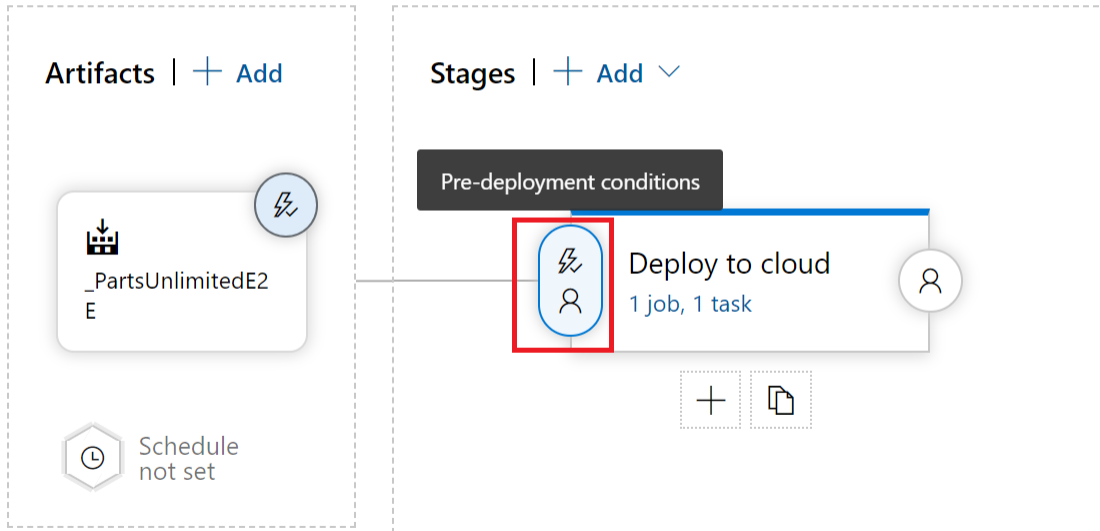 Artifacts | + Add
Stages | + Add
Pre-deployment conditions
_PartsUnlimitedE2
E
Deploy to cloud
1 job, 1 task
Schedule
not set